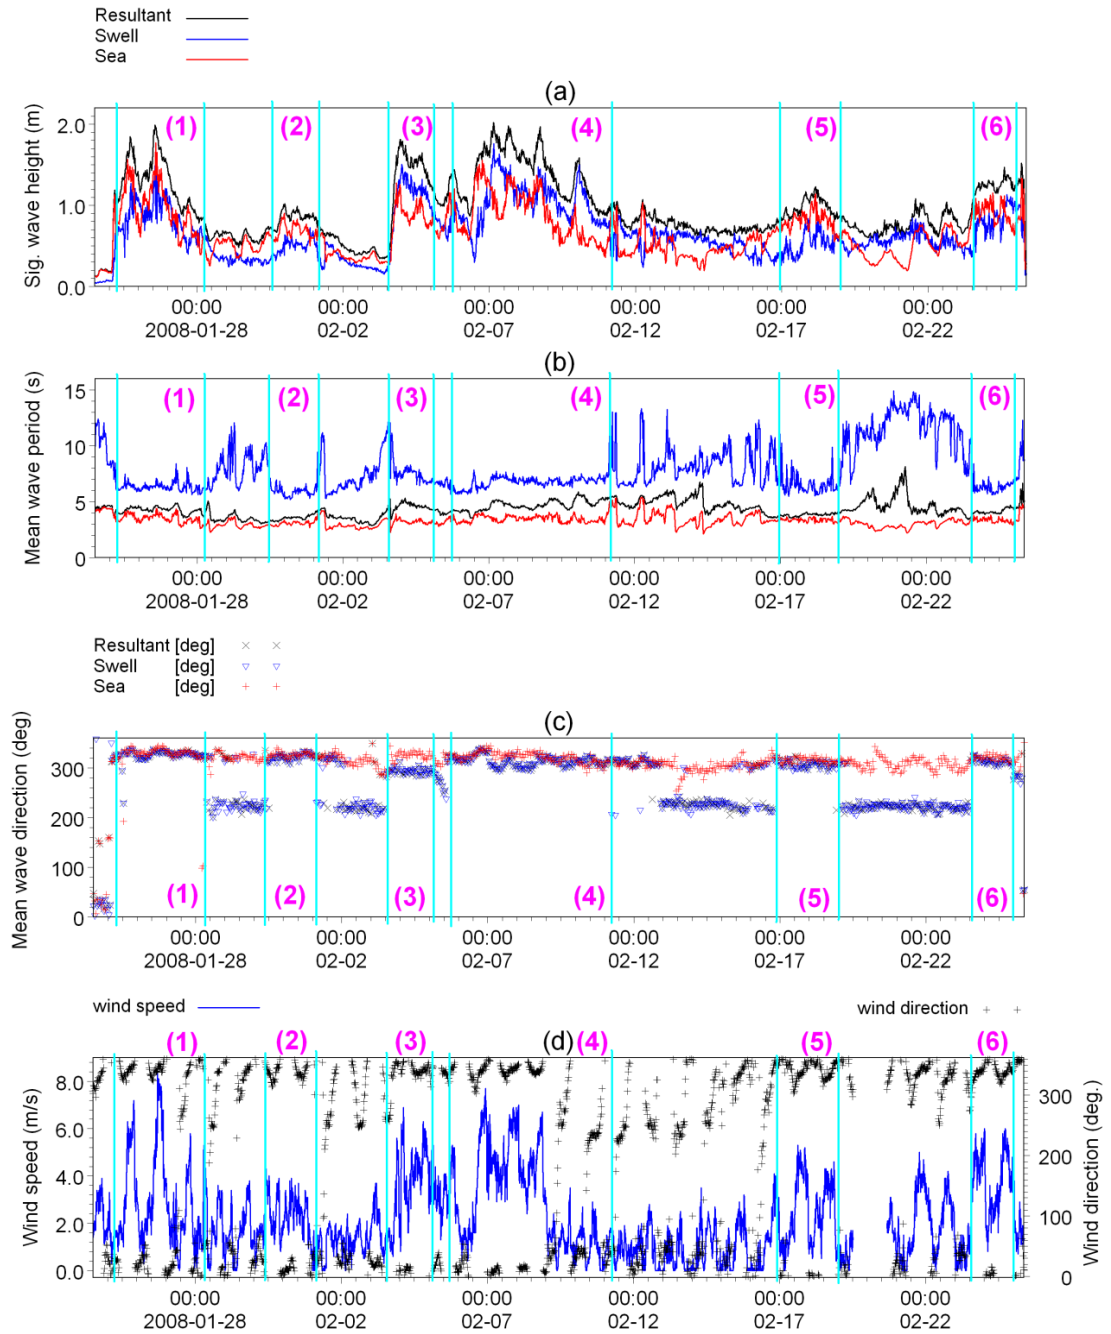 Resultant
Swell
Sea
(a)
Sig. wave height (m)
2.0
1.0
0.0
(1) (2) (3) (4) (5) (6)
00:00 00:00 00:00 00:00 00:00 00:00
2008-01-28 02-02 02-07 02-12 02-17 02-22
(b)
Mean wave period (s)
15
10
5
0
(1) (2) (3) (4) (5) (6)
00:00 00:00 00:00 00:00 00:00 00:00
2008-01-28 02-02 02-07 02-12 02-17 02-22
Resultant [deg]
Swell [deg]
Sea [deg]
(c)
Mean wave direction (deg)
300
200
100
0
(1) (2) (3) (4) (5) (6)
00:00 00:00 00:00 00:00 00:00 00:00
2008-01-28 02-02 02-07 02-12 02-17 02-22
wind speed wind direction
(1) (2) (3) (d) (4) (5) (6)
Wind speed (m/s)
8.0
6.0
4.0
2.0
0.0
300
200
100
0
Wind direction (deg.)
00:00 00:00 00:00 00:00 00:00 00:00
2008-01-28 02-02 02-07 02-12 02-17 02-22